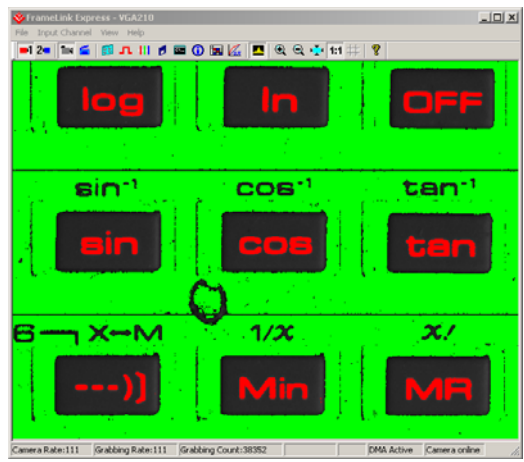 FrameLink Express - VGA210
File Input Channel View Help
1 2 1:1
log ln OFF
sin⁻¹ cos⁻¹ tan⁻¹
sin cos tan
6 X↔M 1/x x!
---)] Min MR
Camera Rate:111 Grabbing Rate:111 Grabbing Count:38352 DMA Active Camera online